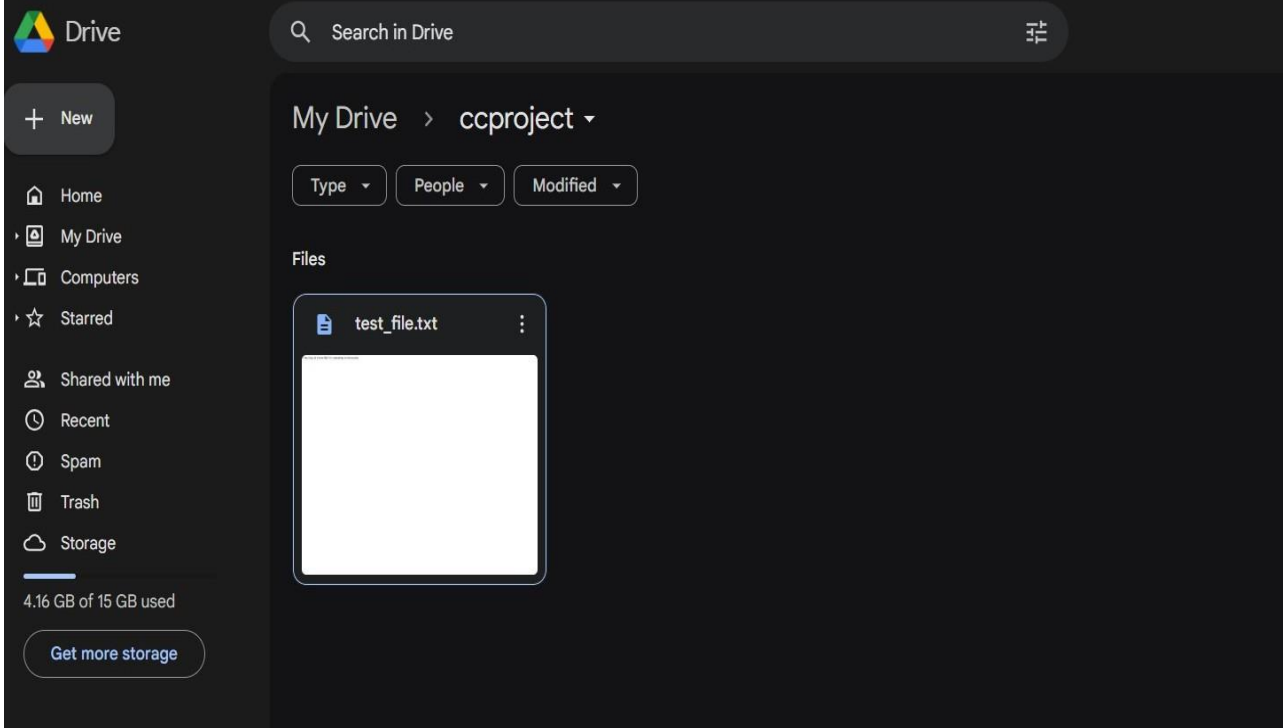 Drive
Search in Drive
New
My Drive > ccproject
Type
People
Modified
Home
My Drive
Computers
Starred
Files
test_file.txt
Shared with me
Recent
Spam
Trash
Storage
4.16 GB of 15 GB used
Get more storage